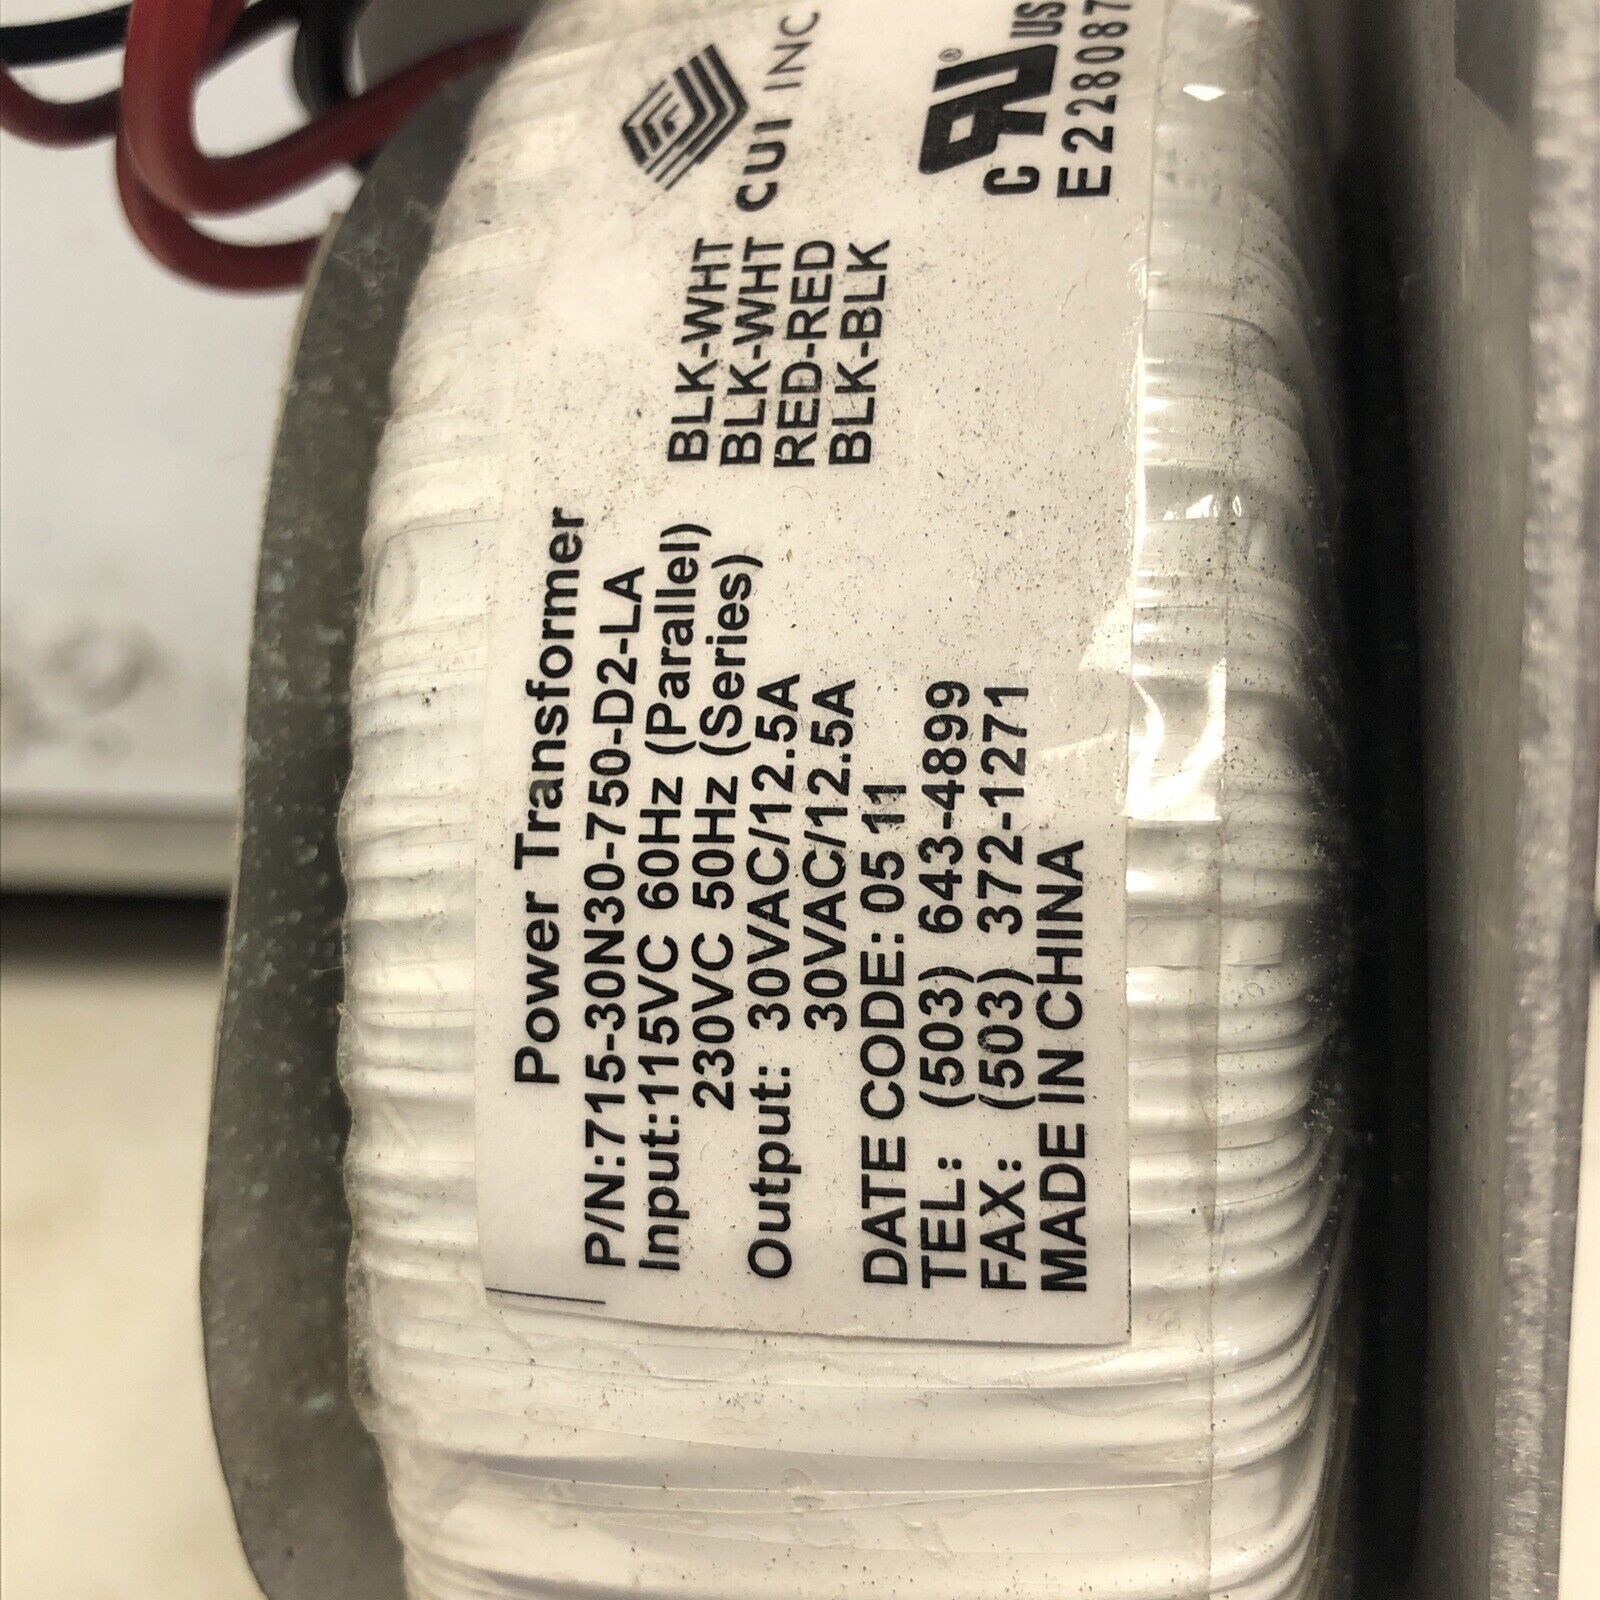 Power Transformer
P/N:715-30N30-750-D2-LA
Input:115VC 60Hz (Parallel) BLK-WHT
230VC 50Hz (Series) BLK-WHT
Output: 30VAC/12.5A RED-RED
30VAC/12.5A BLK-BLK
DATE CODE: 05 11
TEL: (503) 643-4899
FAX: (503) 372-1271
MADE IN CHINA
CUI INC
C RU ® US
E228087